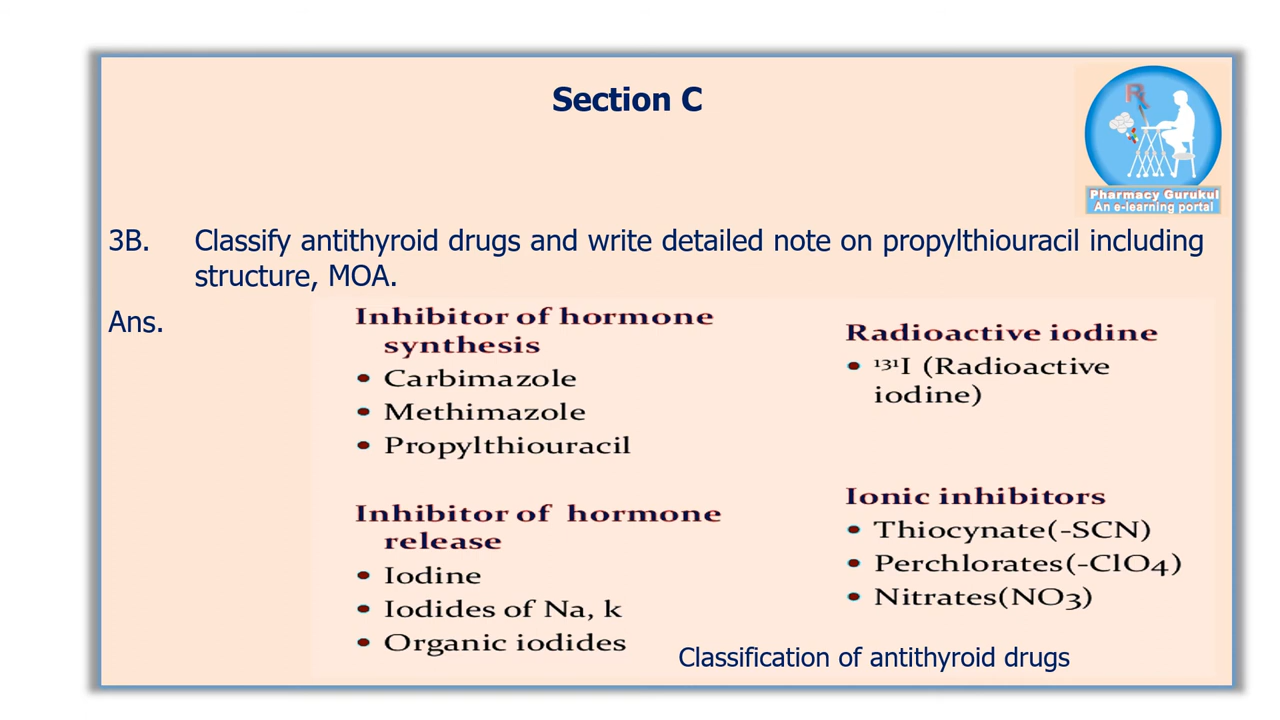 Section C
Rx
Pharmacy Gurukul
An e-learning portal
3B. Classify antithyroid drugs and write detailed note on propylthiouracil including
structure, MOA.
Ans.
Inhibitor of hormone
synthesis
• Carbimazole
• Methimazole
• Propylthiouracil
Inhibitor of hormone
release
• Iodine
• Iodides of Na, k
• Organic iodides
Radioactive iodine
• ¹³¹I (Radioactive
iodine)
Ionic inhibitors
• Thiocynate(-SCN)
• Perchlorates(-ClO4)
• Nitrates(NO3)
Classification of antithyroid drugs